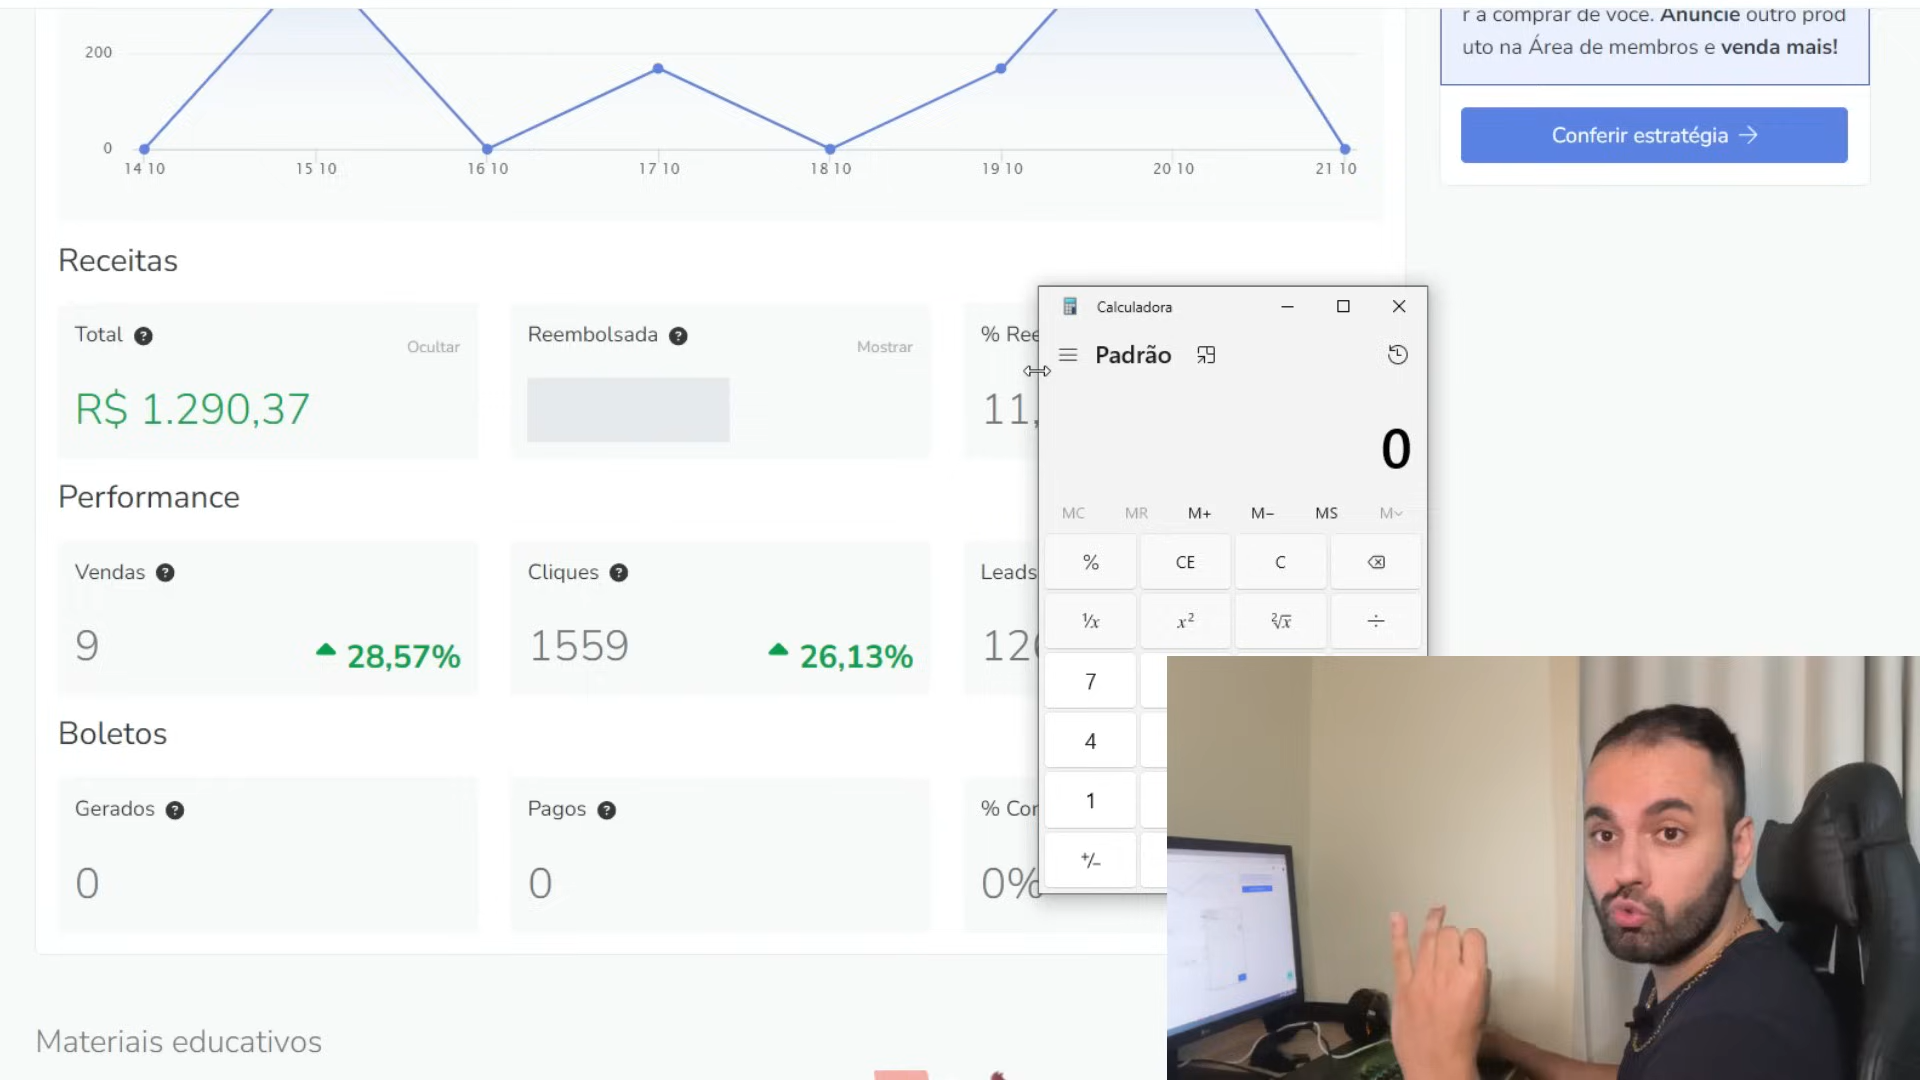 r a comprar de você. Anuncie outro prod
uto na Área de membros e venda mais!
Conferir estratégia →
200
0
14 10
15 10
16 10
17 10
18 10
19 10
20 10
21 10
Receitas
Total
Ocultar
R$ 1.290,37
Reembolsada
Mostrar
% Ree
11,
Performance
Vendas
9
28,57%
Cliques
1559
26,13%
Leads
12
Boletos
Gerados
0
Pagos
0
% Con
0%
Materiais educativos
Calculadora
Padrão
0
MC MR M+ M− MS M
% CE C
⅟x x² ²√x ÷
7
4
1
+/−